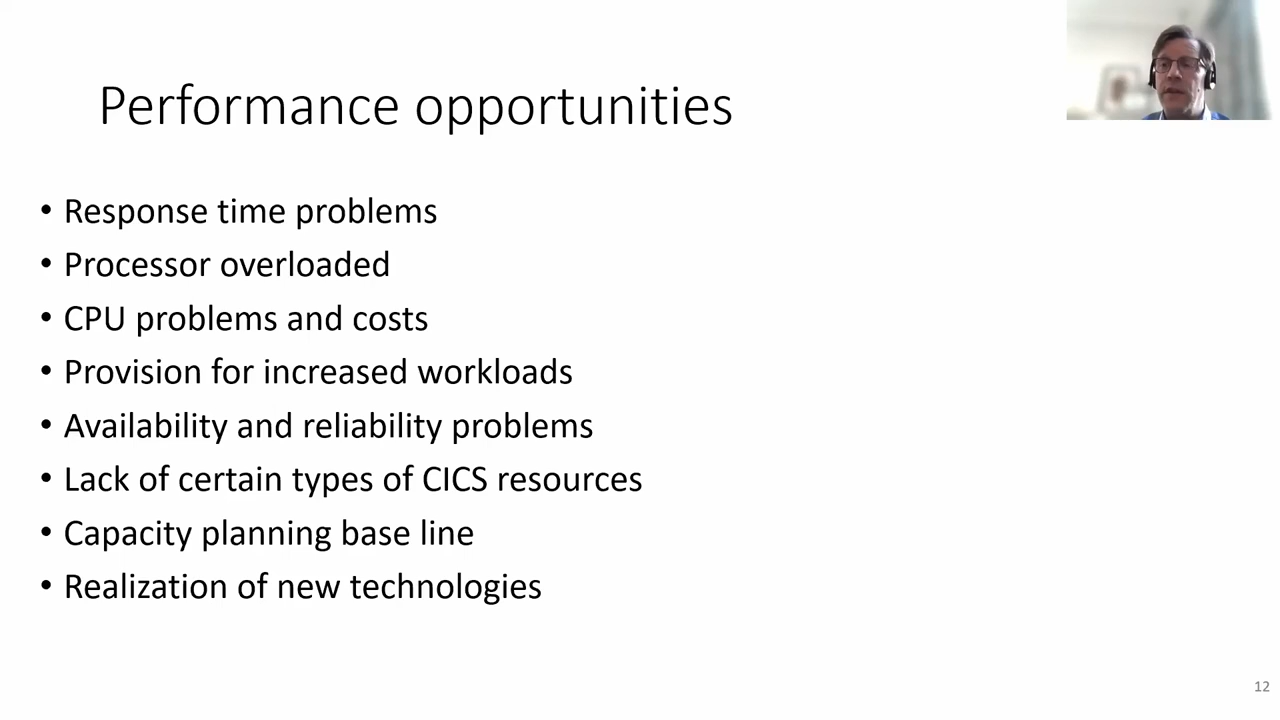 Performance opportunities
• Response time problems
• Processor overloaded
• CPU problems and costs
• Provision for increased workloads
• Availability and reliability problems
• Lack of certain types of CICS resources
• Capacity planning base line
• Realization of new technologies
12